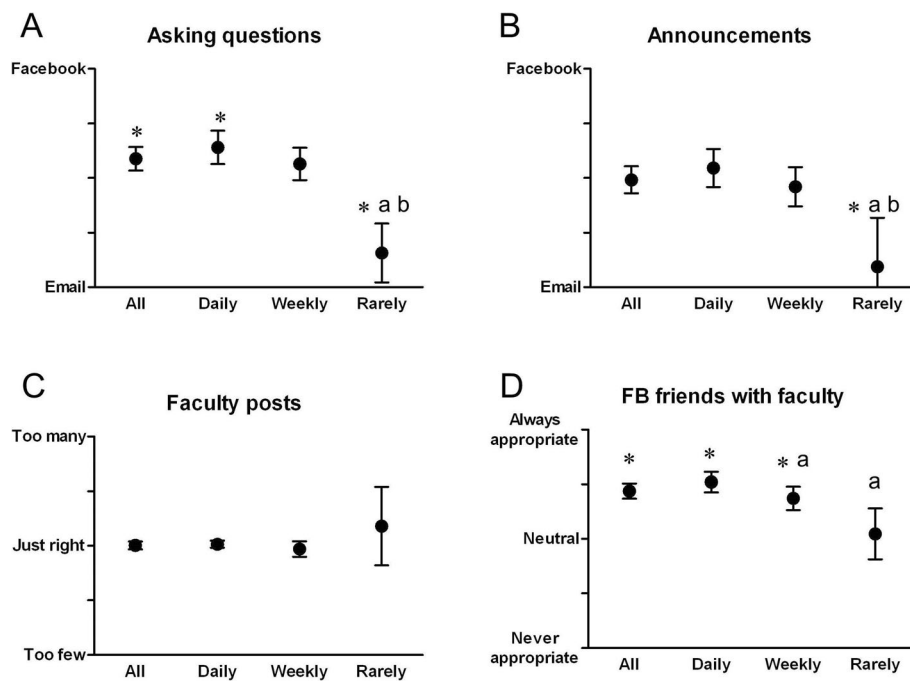 A
Asking questions
Facebook
*
*
* a b
Email
All Daily Weekly Rarely
B
Announcements
Facebook
* a b
Email
All Daily Weekly Rarely
C
Faculty posts
Too many
Just right
Too few
All Daily Weekly Rarely
D
FB friends with faculty
Always
appropriate
* * * a a
Neutral
Never
appropriate
All Daily Weekly Rarely